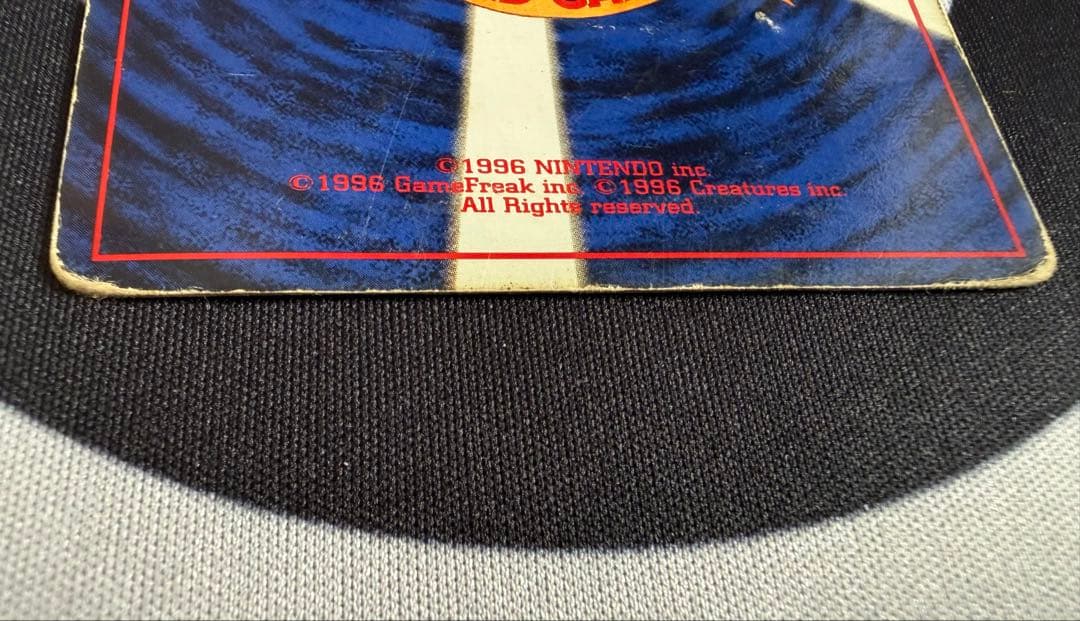 ©1996 NINTENDO inc.
©1996 GameFreak inc. ©1996 Creatures inc.
All Rights reserved.